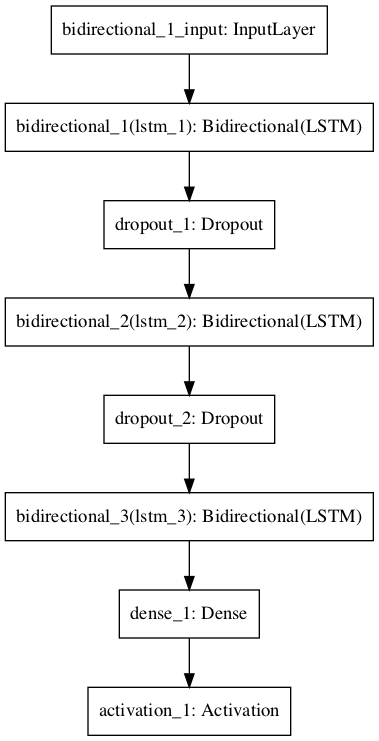 bidirectional_1_input: InputLayer
bidirectional_1(lstm_1): Bidirectional(LSTM)
dropout_1: Dropout
bidirectional_2(lstm_2): Bidirectional(LSTM)
dropout_2: Dropout
bidirectional_3(lstm_3): Bidirectional(LSTM)
dense_1: Dense
activation_1: Activation